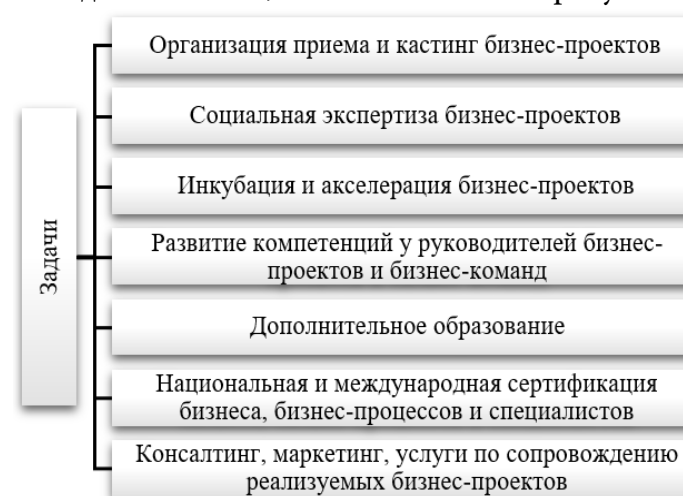 Организация приема и кастинг бизнес-проектов
Социальная экспертиза бизнес-проектов
Инкубация и акселерация бизнес-проектов
Задачи
Развитие компетенций у руководителей бизнес-
проектов и бизнес-команд
Дополнительное образование
Национальная и международная сертификация
бизнеса, бизнес-процессов и специалистов
Консалтинг, маркетинг, услуги по сопровождению
реализуемых бизнес-проектов